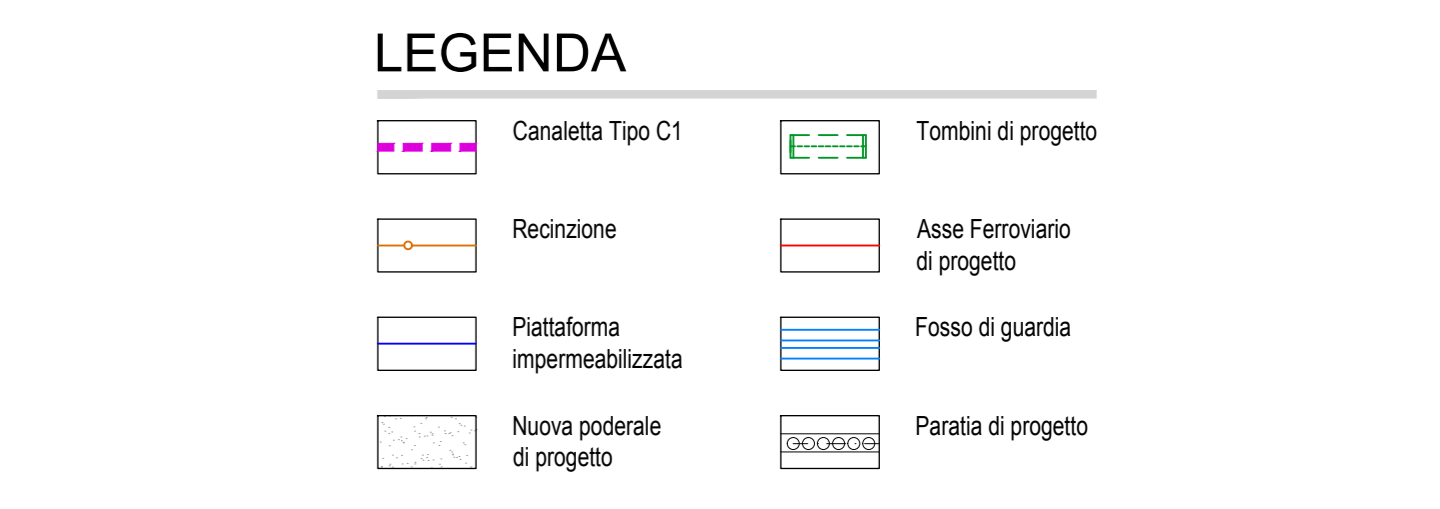 LEGENDA
Canaletta Tipo C1
Tombini di progetto
Recinzione
Asse Ferroviario
di progetto
Piattaforma
impermeabilizzata
Fosso di guardia
Nuova poderale
di progetto
Paratia di progetto